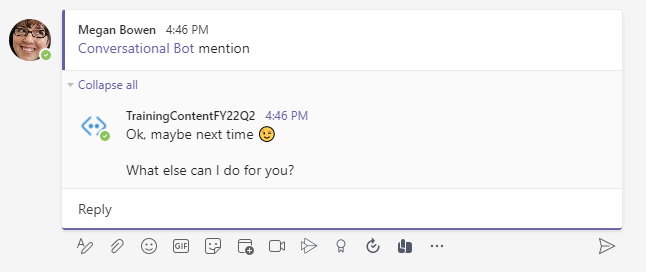 Megan Bowen 4:46 PM
Conversational Bot mention
Collapse all
TrainingContentFY22Q2 4:46 PM
Ok, maybe next time 😉
What else can I do for you?
Reply
GIF